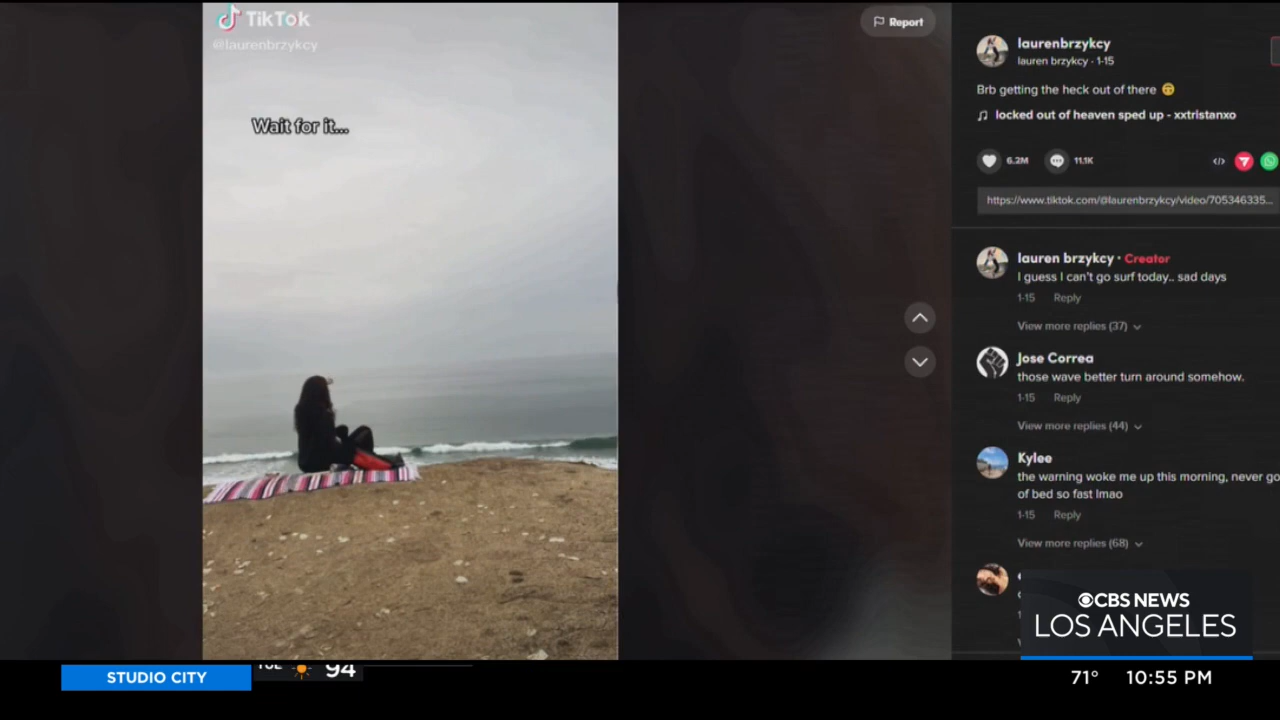 TikTok
@laurenbrzykcy
Wait for it...
Report
laurenbrzykcy
lauren brzykcy · 1-15
Brb getting the heck out of there 🙃
locked out of heaven sped up - xxtristanxo
6.2M
11.1K
</>
https://www.tiktok.com/@laurenbrzykcy/video/705346335...
lauren brzykcy · Creator
I guess I can't go surf today.. sad days
1-15 Reply
View more replies (37)
Jose Correa
those wave better turn around somehow.
1-15 Reply
View more replies (44)
Kylee
the warning woke me up this morning, never go
of bed so fast lmao
1-15 Reply
View more replies (68)
CBS NEWS
LOS ANGELES
STUDIO CITY
TUE 94
71° 10:55 PM